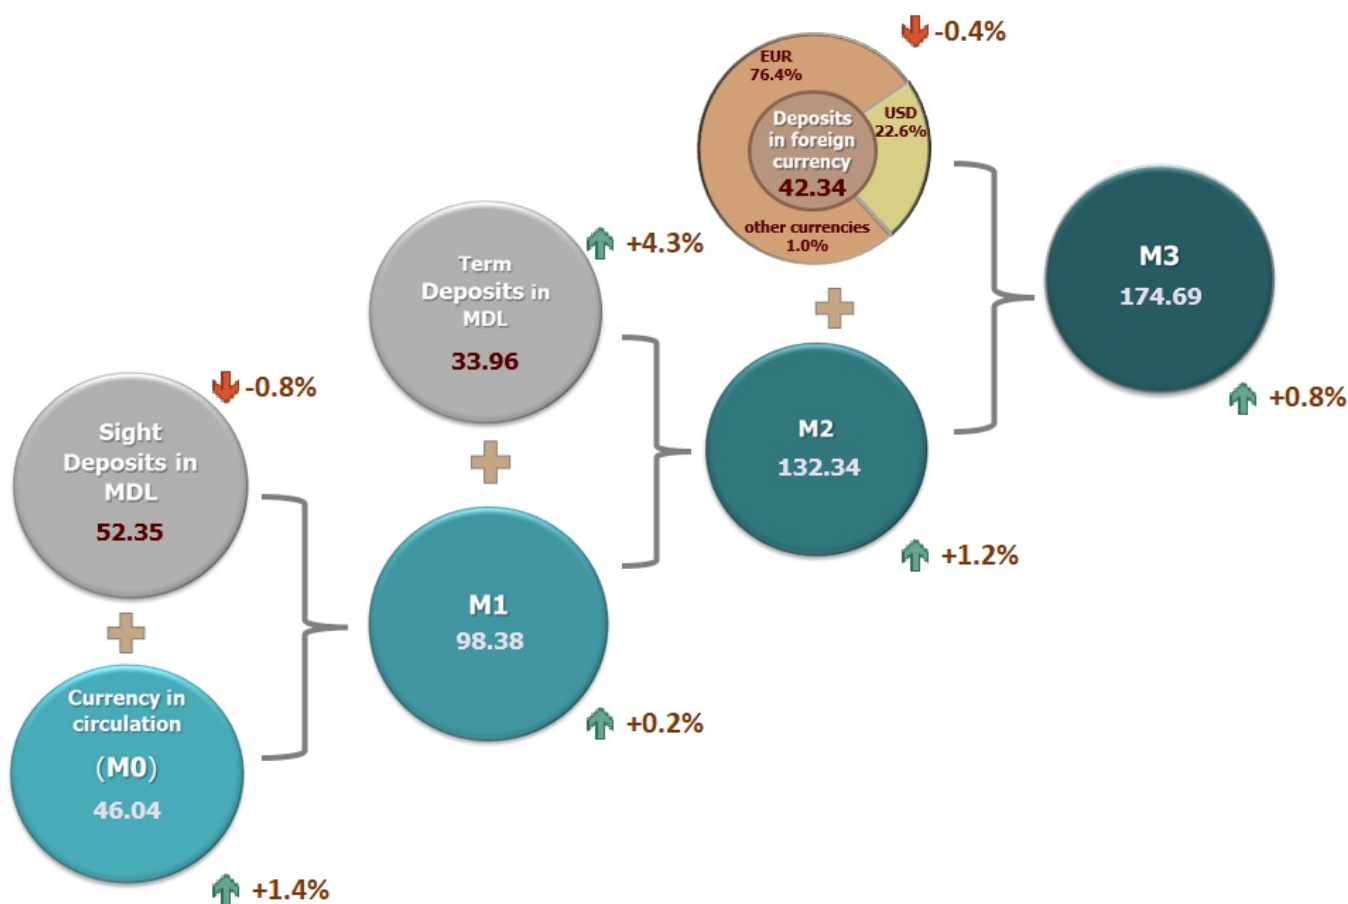 -0.4%
EUR
76.4%
USD
22.6%
Deposits
in foreign
currency
42.34
other currencies
1.0%
M3
174.69
+0.8%
+4.3%
Term
Deposits in
MDL
33.96
M2
132.34
+1.2%
-0.8%
Sight
Deposits in
MDL
52.35
M1
98.38
+0.2%
Currency in
circulation
(M0)
46.04
+1.4%